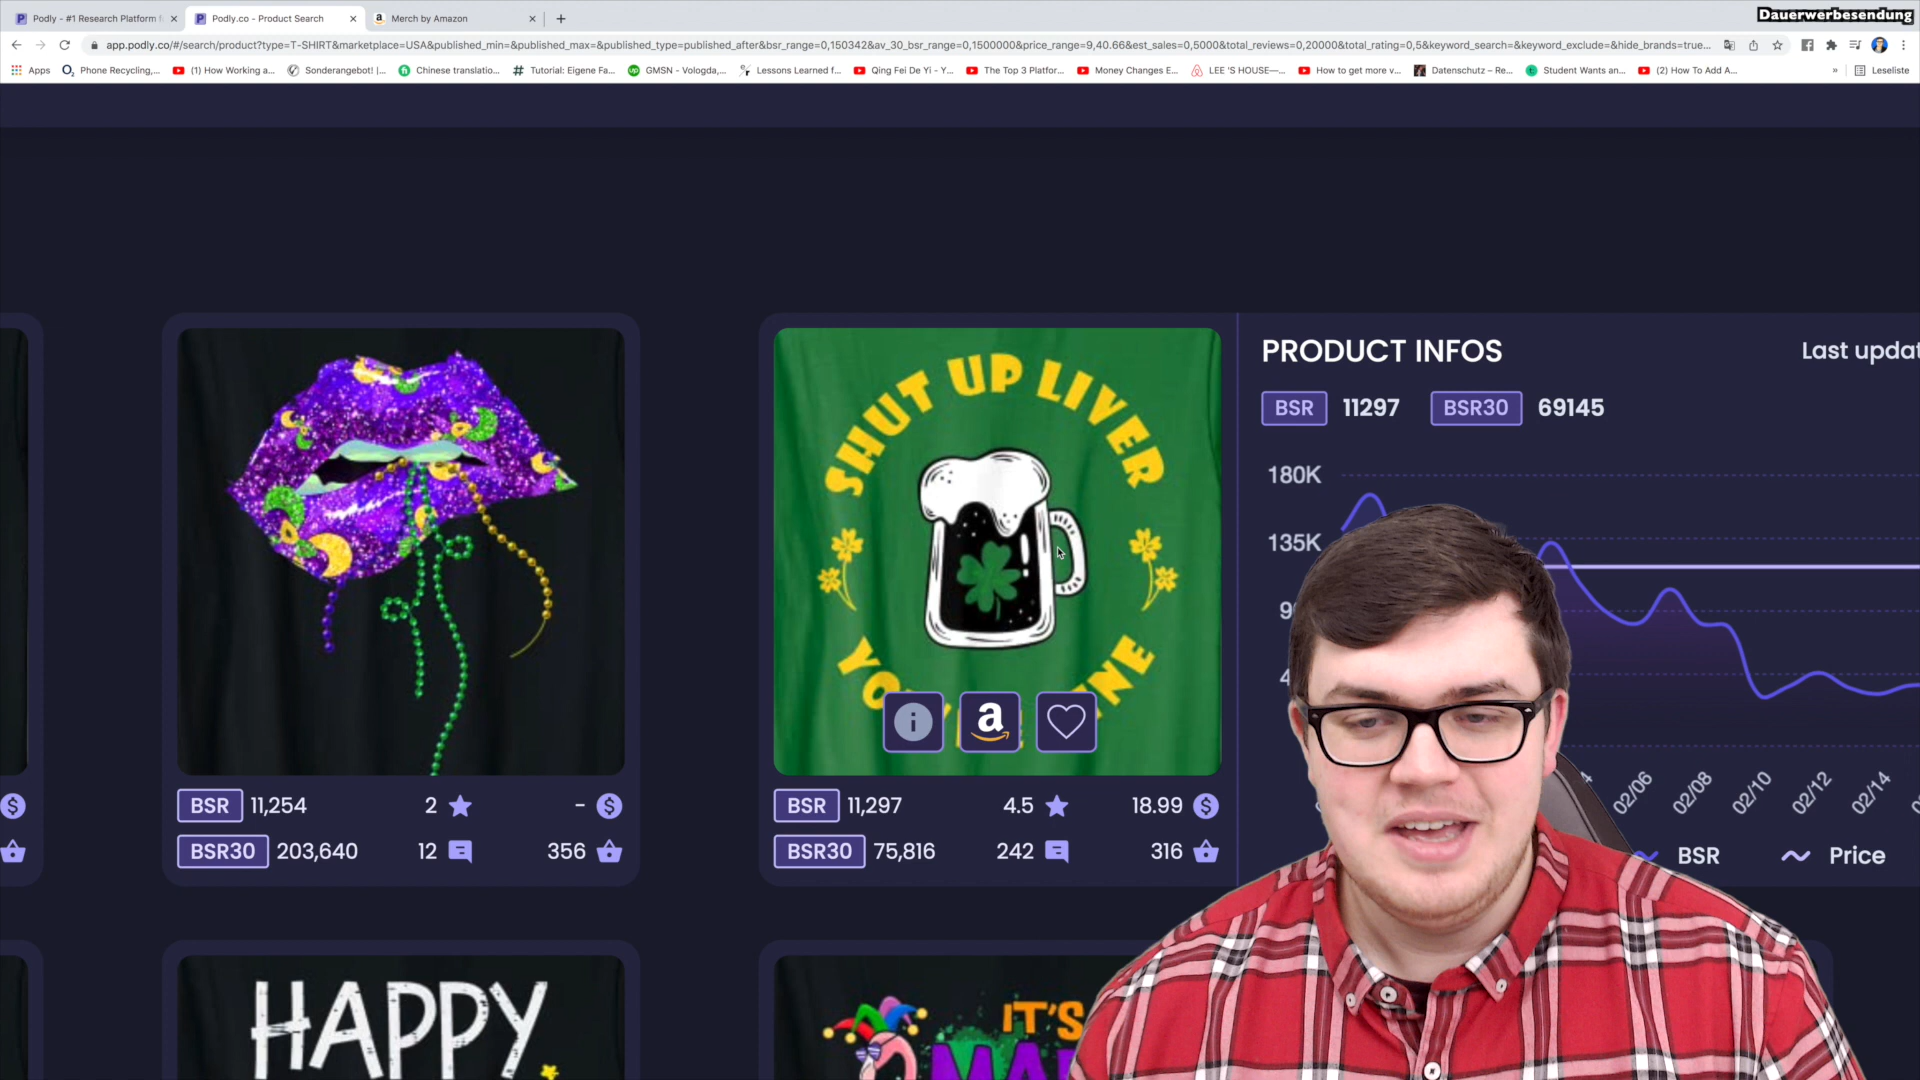 Dauerwerbesendung
Podly - #1 Research Platform f
Podly.co - Product Search
Merch by Amazon
app.podly.co/#/search/product?type=T-SHIRT&marketplace=USA&published_min=&published_max=&published_type=published_after&bsr_range=0,150342&av_30_bsr_range=0,1500000&price_range=9,40.66&est_sales=0,5000&total_reviews=0,20000&total_rating=0,5&keyword_search=&keyword_exclude=&hide_brands=true...
Apps
Phone Recycling,...
(1) How Working a...
Sonderangebot! |...
Chinese translatio...
Tutorial: Eigene Fa...
GMSN - Vologda,...
Lessons Learned f...
Qing Fei De Yi - Y...
The Top 3 Platfor...
Money Changes E...
LEE 'S HOUSE—...
How to get more v...
Datenschutz – Re...
Student Wants an...
(2) How To Add A...
»
Leseliste
SHUT UP LIVER
INE
BSR 11,254 2 -
BSR30 203,640 12 356
BSR 11,297 4.5 18.99
BSR30 75,816 242 316
PRODUCT INFOS
Last updat
BSR 11297 BSR30 69145
180K
135K
02/06
02/08
02/10
02/12
02/14
BSR
Price
HAPPY
IT'S
MA